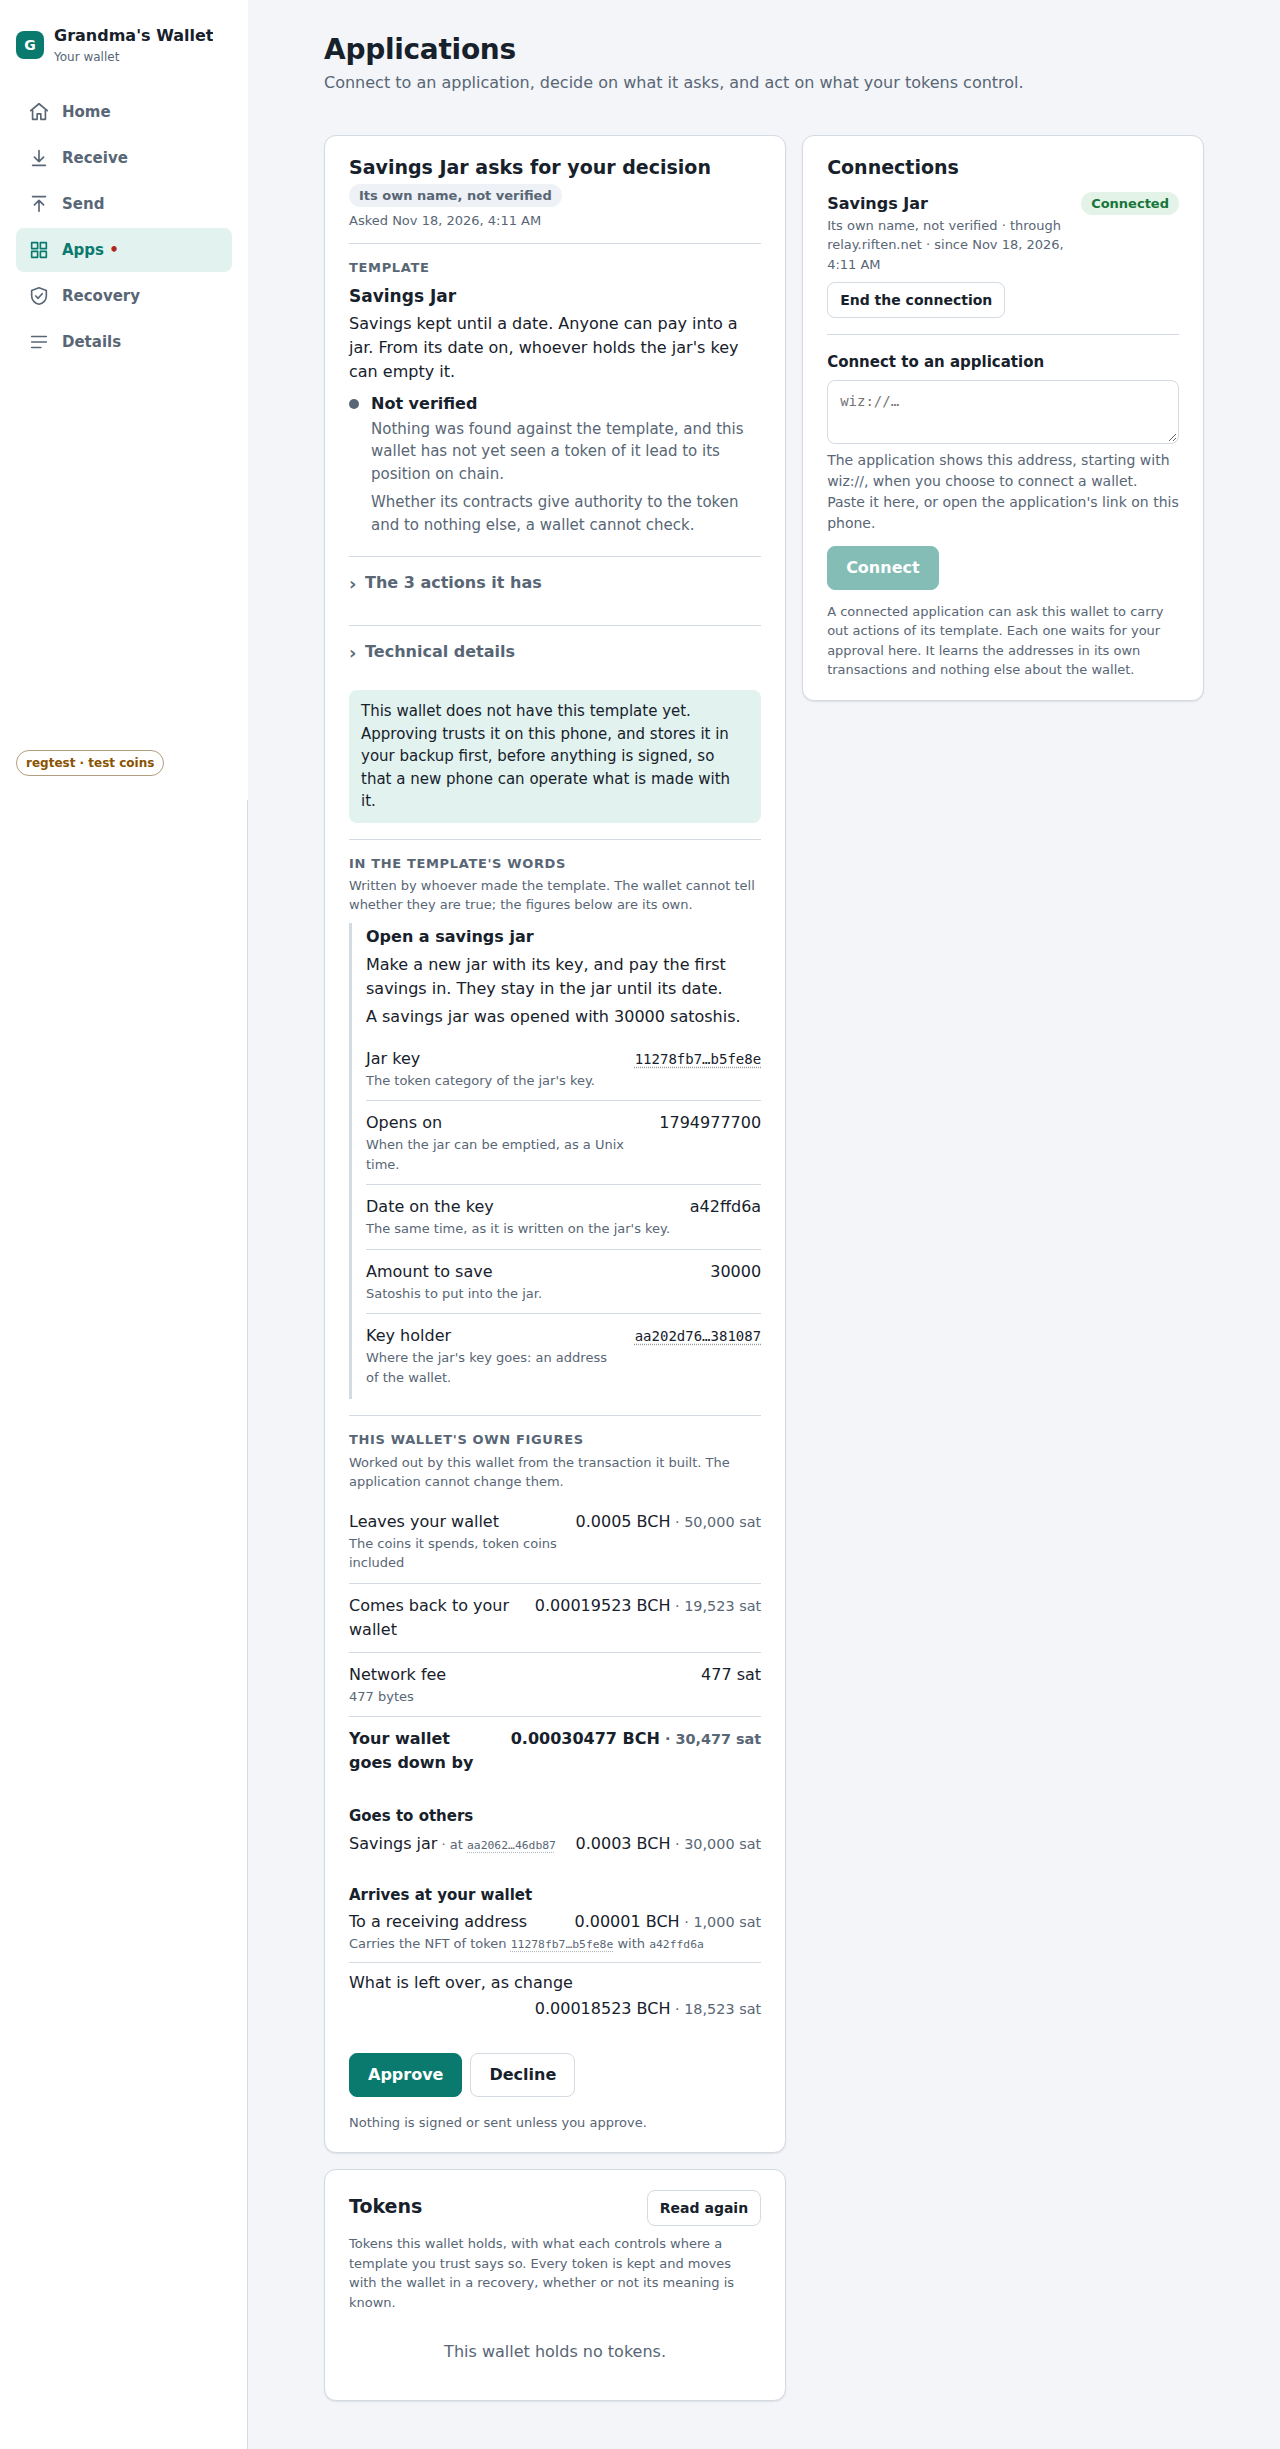 G
Grandma's Wallet
Your wallet
Home
Receive
Send
Apps •
Recovery
Details
regtest · test coins
Applications
Connect to an application, decide on what it asks, and act on what your tokens control.
Savings Jar asks for your decision
Its own name, not verified
Asked Nov 18, 2026, 4:11 AM
TEMPLATE
Savings Jar
Savings kept until a date. Anyone can pay into a
jar. From its date on, whoever holds the jar's key
can empty it.
Not verified
Nothing was found against the template, and this
wallet has not yet seen a token of it lead to its
position on chain.
Whether its contracts give authority to the token
and to nothing else, a wallet cannot check.
› The 3 actions it has
› Technical details
This wallet does not have this template yet.
Approving trusts it on this phone, and stores it in
your backup first, before anything is signed, so
that a new phone can operate what is made with
it.
IN THE TEMPLATE'S WORDS
Written by whoever made the template. The wallet cannot tell
whether they are true; the figures below are its own.
Open a savings jar
Make a new jar with its key, and pay the first
savings in. They stay in the jar until its date.
A savings jar was opened with 30000 satoshis.
Jar key 11278fb7…b5fe8e
The token category of the jar's key.
Opens on 1794977700
When the jar can be emptied, as a Unix
time.
Date on the key a42ffd6a
The same time, as it is written on the jar's key.
Amount to save 30000
Satoshis to put into the jar.
Key holder aa202d76…381087
Where the jar's key goes: an address
of the wallet.
THIS WALLET'S OWN FIGURES
Worked out by this wallet from the transaction it built. The
application cannot change them.
Leaves your wallet 0.0005 BCH · 50,000 sat
The coins it spends, token coins
included
Comes back to your 0.00019523 BCH · 19,523 sat
wallet
Network fee 477 sat
477 bytes
Your wallet 0.00030477 BCH · 30,477 sat
goes down by
Goes to others
Savings jar · at aa2062…46db87 0.0003 BCH · 30,000 sat
Arrives at your wallet
To a receiving address 0.00001 BCH · 1,000 sat
Carries the NFT of token 11278fb7…b5fe8e with a42ffd6a
What is left over, as change
0.00018523 BCH · 18,523 sat
Approve
Decline
Nothing is signed or sent unless you approve.
Tokens
Read again
Tokens this wallet holds, with what each controls where a
template you trust says so. Every token is kept and moves
with the wallet in a recovery, whether or not its meaning is
known.
This wallet holds no tokens.
Connections
Savings Jar Connected
Its own name, not verified · through
relay.riften.net · since Nov 18, 2026,
4:11 AM
End the connection
Connect to an application
wiz://…
The application shows this address, starting with
wiz://, when you choose to connect a wallet.
Paste it here, or open the application's link on this
phone.
Connect
A connected application can ask this wallet to carry
out actions of its template. Each one waits for your
approval here. It learns the addresses in its own
transactions and nothing else about the wallet.